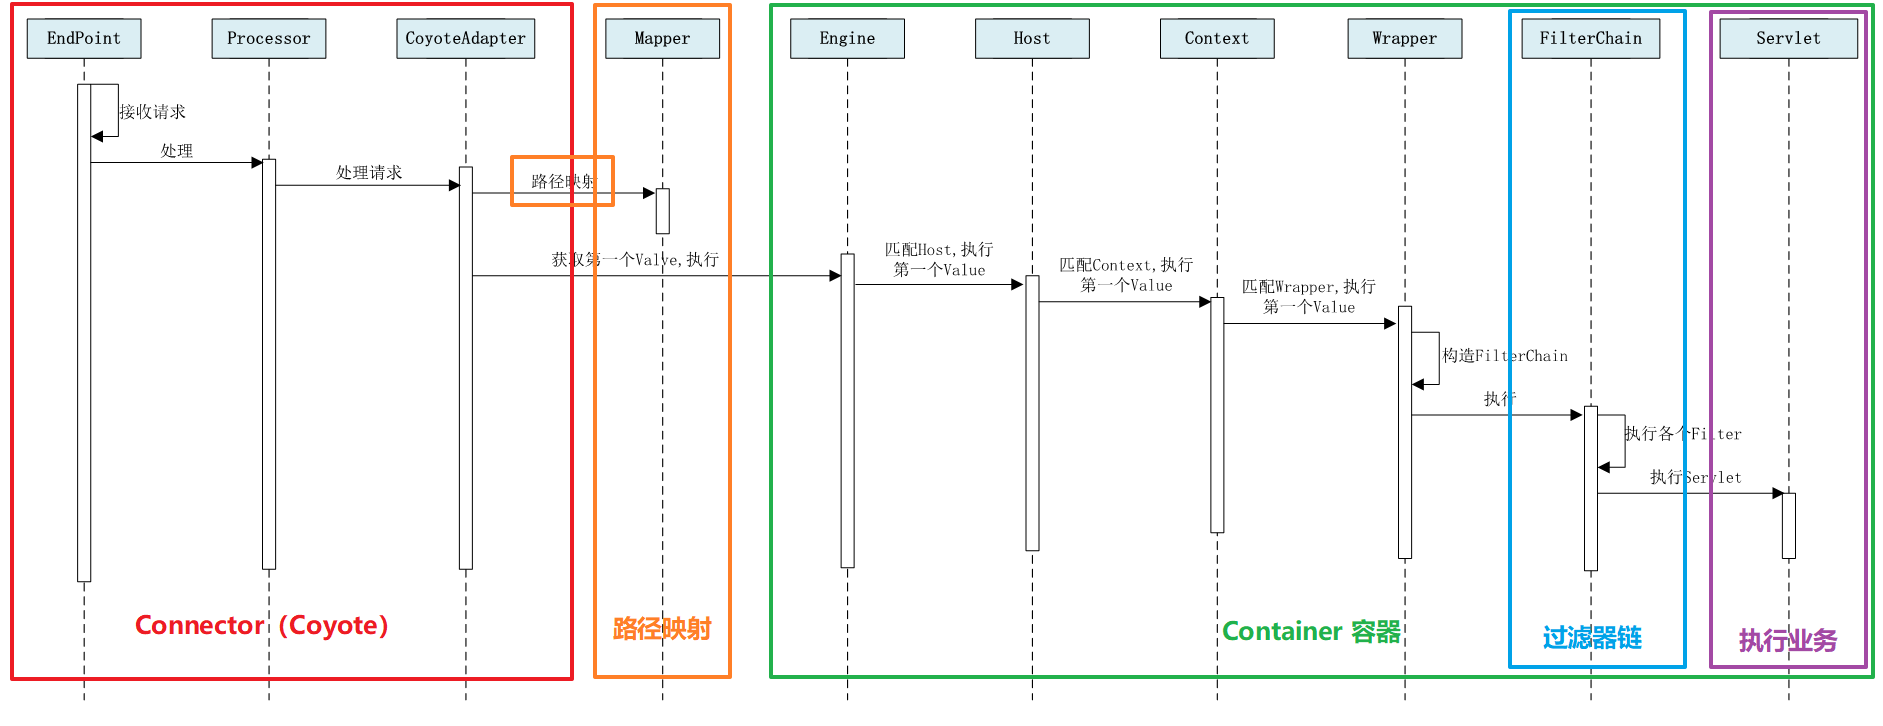 EndPoint
Processor
CoyoteAdapter
Mapper
Engine
Host
Context
Wrapper
FilterChain
Servlet
接收请求
处理
处理请求
路径映射
获取第一个Valve,执行
匹配Host,执行
第一个Value
匹配Context,执行
第一个Value
匹配Wrapper,执行
第一个Value
构造FilterChain
执行
执行各个Filter
执行Servlet
Connector（Coyote）
路径映射
Container 容器
过滤器链
执行业务